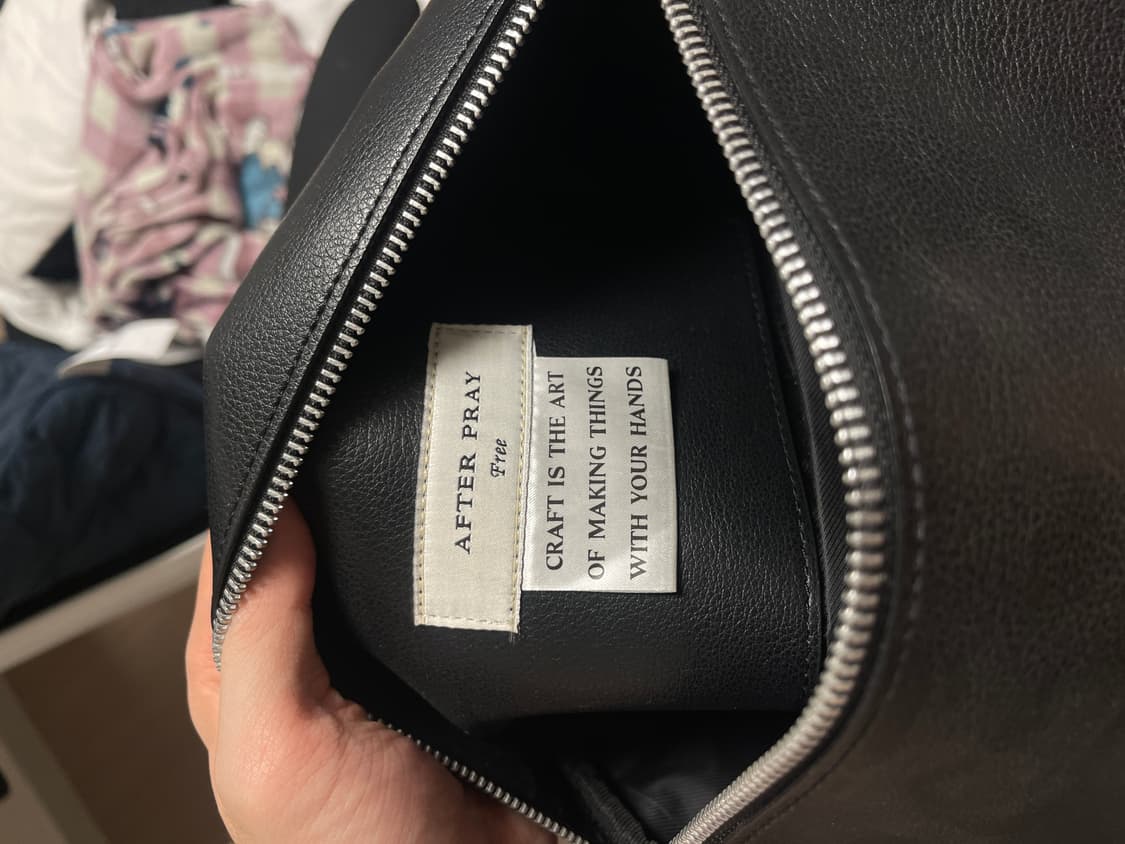 AFTER PRAY
Free
CRAFT IS THE ART
OF MAKING THINGS
WITH YOUR HANDS